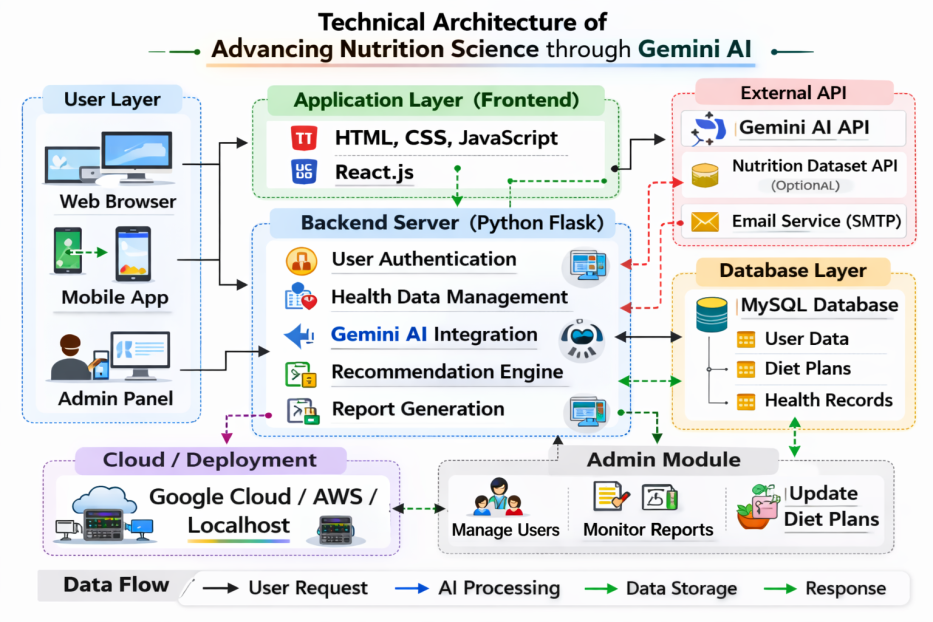 Technical Architecture of
Advancing Nutrition Science through Gemini AI
User Layer
Web Browser
Mobile App
Admin Panel
Application Layer (Frontend)
TT
HTML, CSS, JavaScript
UC
DO
React.js
Backend Server (Python Flask)
User Authentication
Health Data Management
Gemini AI Integration
Recommendation Engine
Report Generation
External API
Gemini AI API
Nutrition Dataset API
(OptionAL)
Email Service (SMTP)
Database Layer
MySQL Database
User Data
Diet Plans
Health Records
Cloud / Deployment
Google Cloud / AWS /
Localhost
Admin Module
Manage Users
Monitor Reports
Update
Diet Plans
Data Flow
User Request
AI Processing
Data Storage
Response